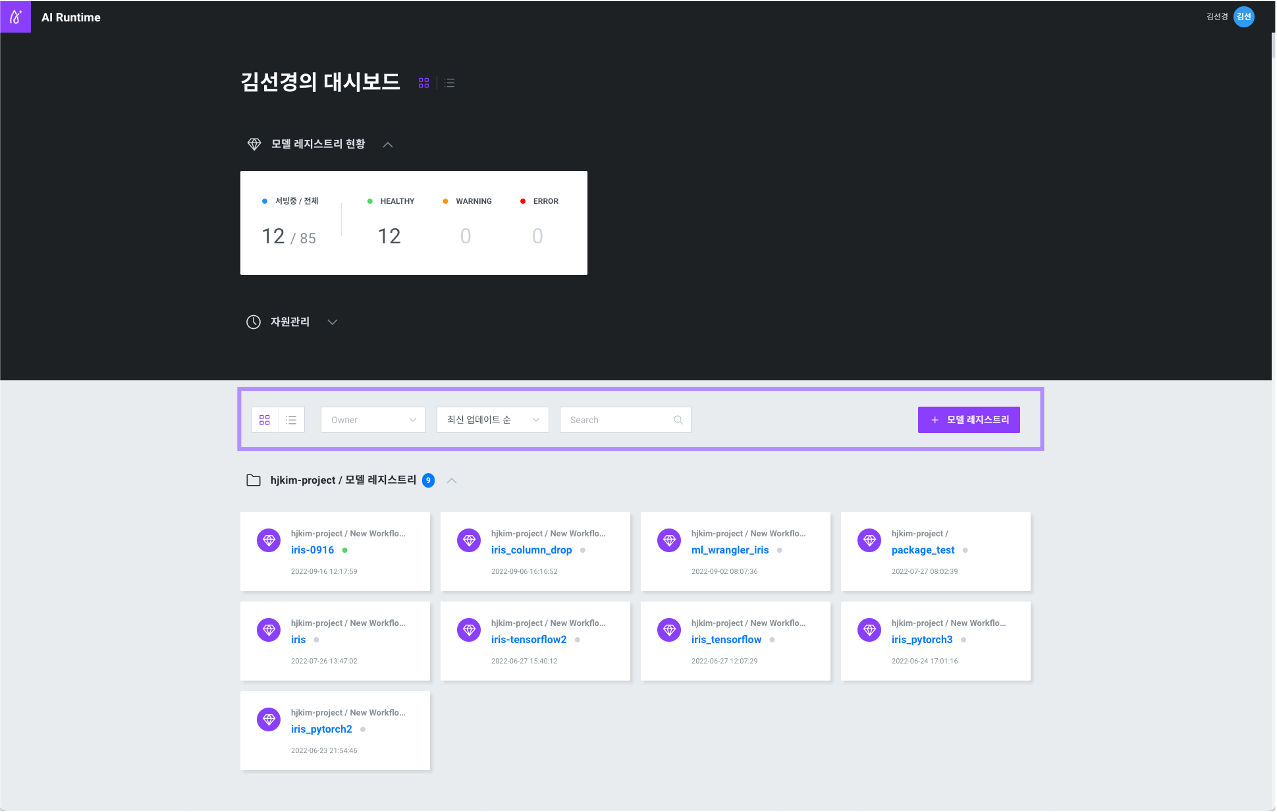 AI Runtime
김선경 김선
김선경의 대시보드
모델 레지스트리 현황
서빙중 / 전체 HEALTHY WARNING ERROR
12 / 85 12 0 0
자원관리
Owner 최신 업데이트 순 Search + 모델 레지스트리
hjkim-project / 모델 레지스트리 9
hjkim-project / New Workflo...
iris-0916
2022-09-16 12:17:59
hjkim-project / New Workflo...
iris_column_drop
2022-09-06 16:16:52
hjkim-project / New Workflo...
ml_wrangler_iris
2022-09-02 08:07:36
hjkim-project /
package_test
2022-07-27 08:02:39
hjkim-project / New Workflo...
iris
2022-07-26 13:47:02
hjkim-project / New Workflo...
iris-tensorflow2
2022-06-27 15:40:12
hjkim-project / New Workflo...
iris_tensorflow
2022-06-27 12:07:29
hjkim-project / New Workflo...
iris_pytorch3
2022-06-24 17:01:16
hjkim-project / New Workflo...
iris_pytorch2
2022-06-23 21:54:46